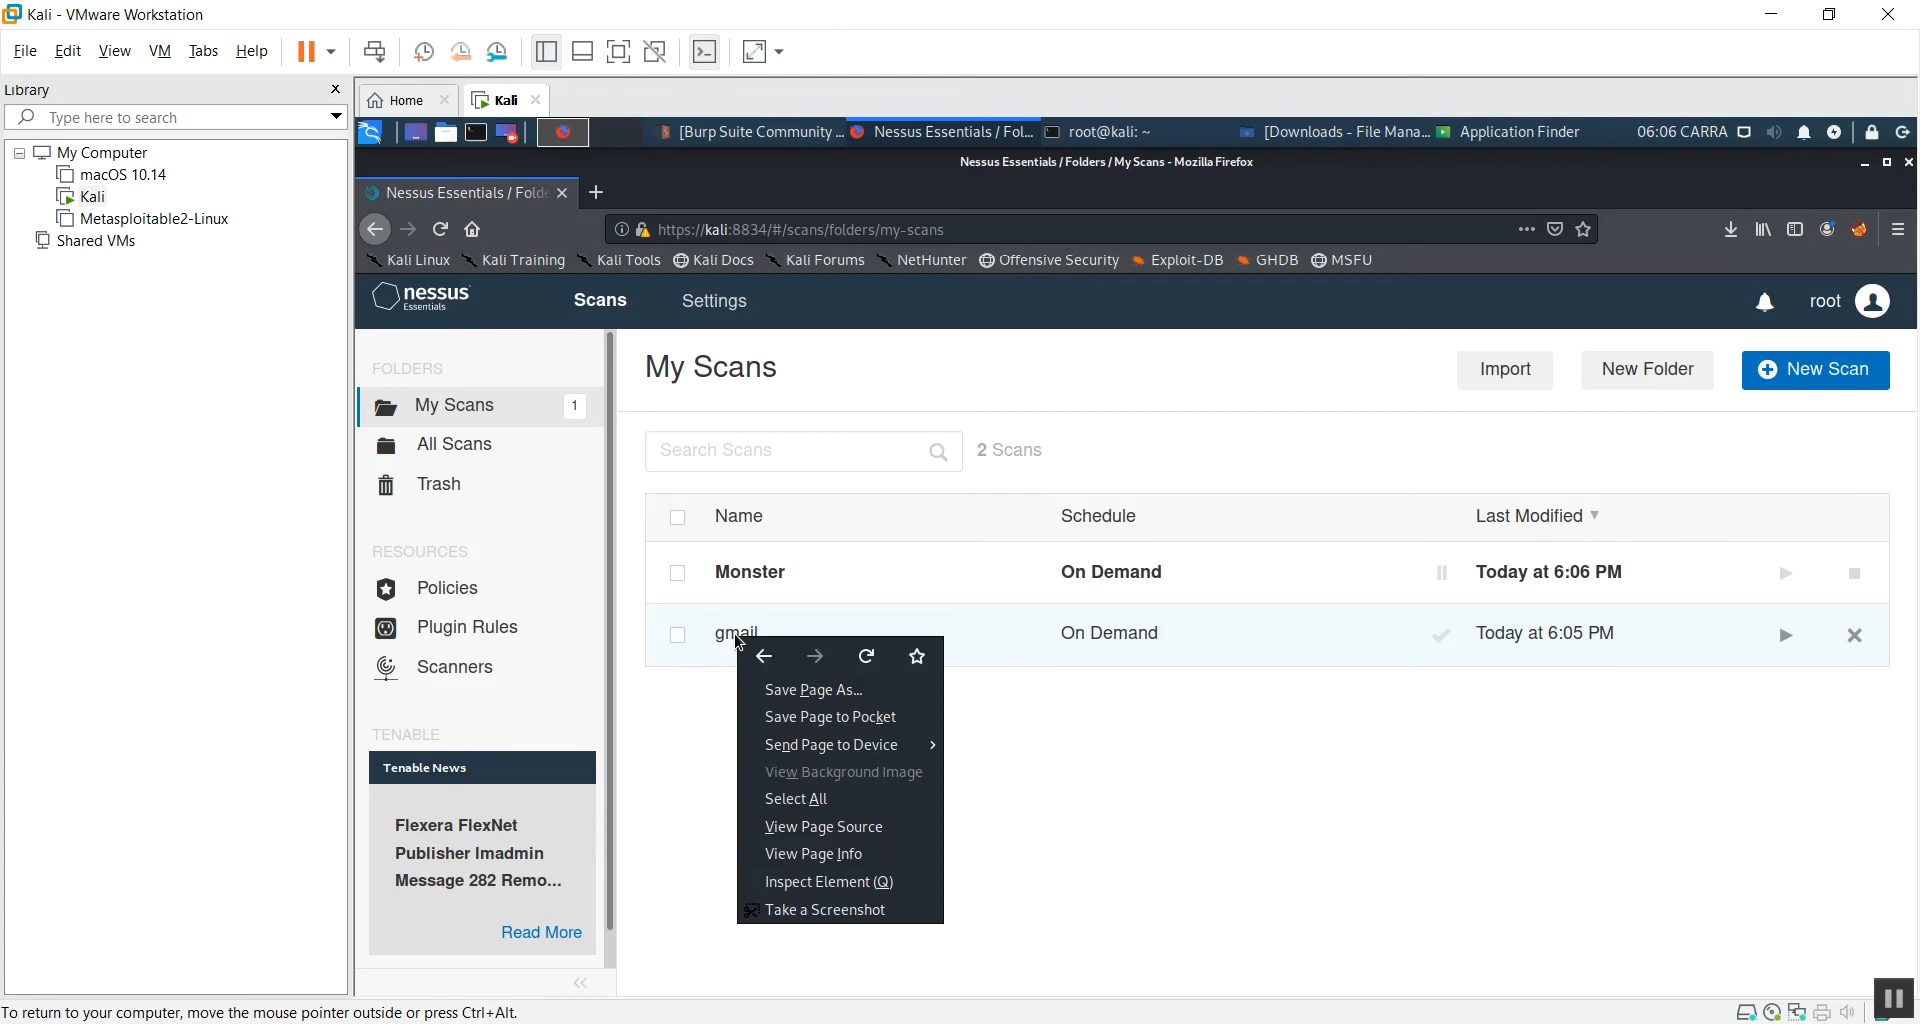 Kali - VMware Workstation
File Edit View VM Tabs Help
Library
Type here to search
My Computer
macOS 10.14
Kali
Metasploitable2-Linux
Shared VMs
Home Kali
[Burp Suite Community ... Nessus Essentials / Fol... root@kali: ~ [Downloads - File Mana... Application Finder 06:06 CARRA
Nessus Essentials / Folders / My Scans - Mozilla Firefox
Nessus Essentials / Folde
https://kali:8834/#/scans/folders/my-scans
Kali Linux Kali Training Kali Tools Kali Docs Kali Forums NetHunter Offensive Security Exploit-DB GHDB MSFU
nessus Essentials Scans Settings root
FOLDERS
My Scans 1
All Scans
Trash
RESOURCES
Policies
Plugin Rules
Scanners
TENABLE
Tenable News
Flexera FlexNet
Publisher lmadmin
Message 282 Remo...
Read More
My Scans Import New Folder New Scan
Search Scans 2 Scans
Name Schedule Last Modified
Monster On Demand Today at 6:06 PM
gmail On Demand Today at 6:05 PM
Save Page As...
Save Page to Pocket
Send Page to Device
View Background Image
Select All
View Page Source
View Page Info
Inspect Element (Q)
Take a Screenshot
To return to your computer, move the mouse pointer outside or press Ctrl+Alt.